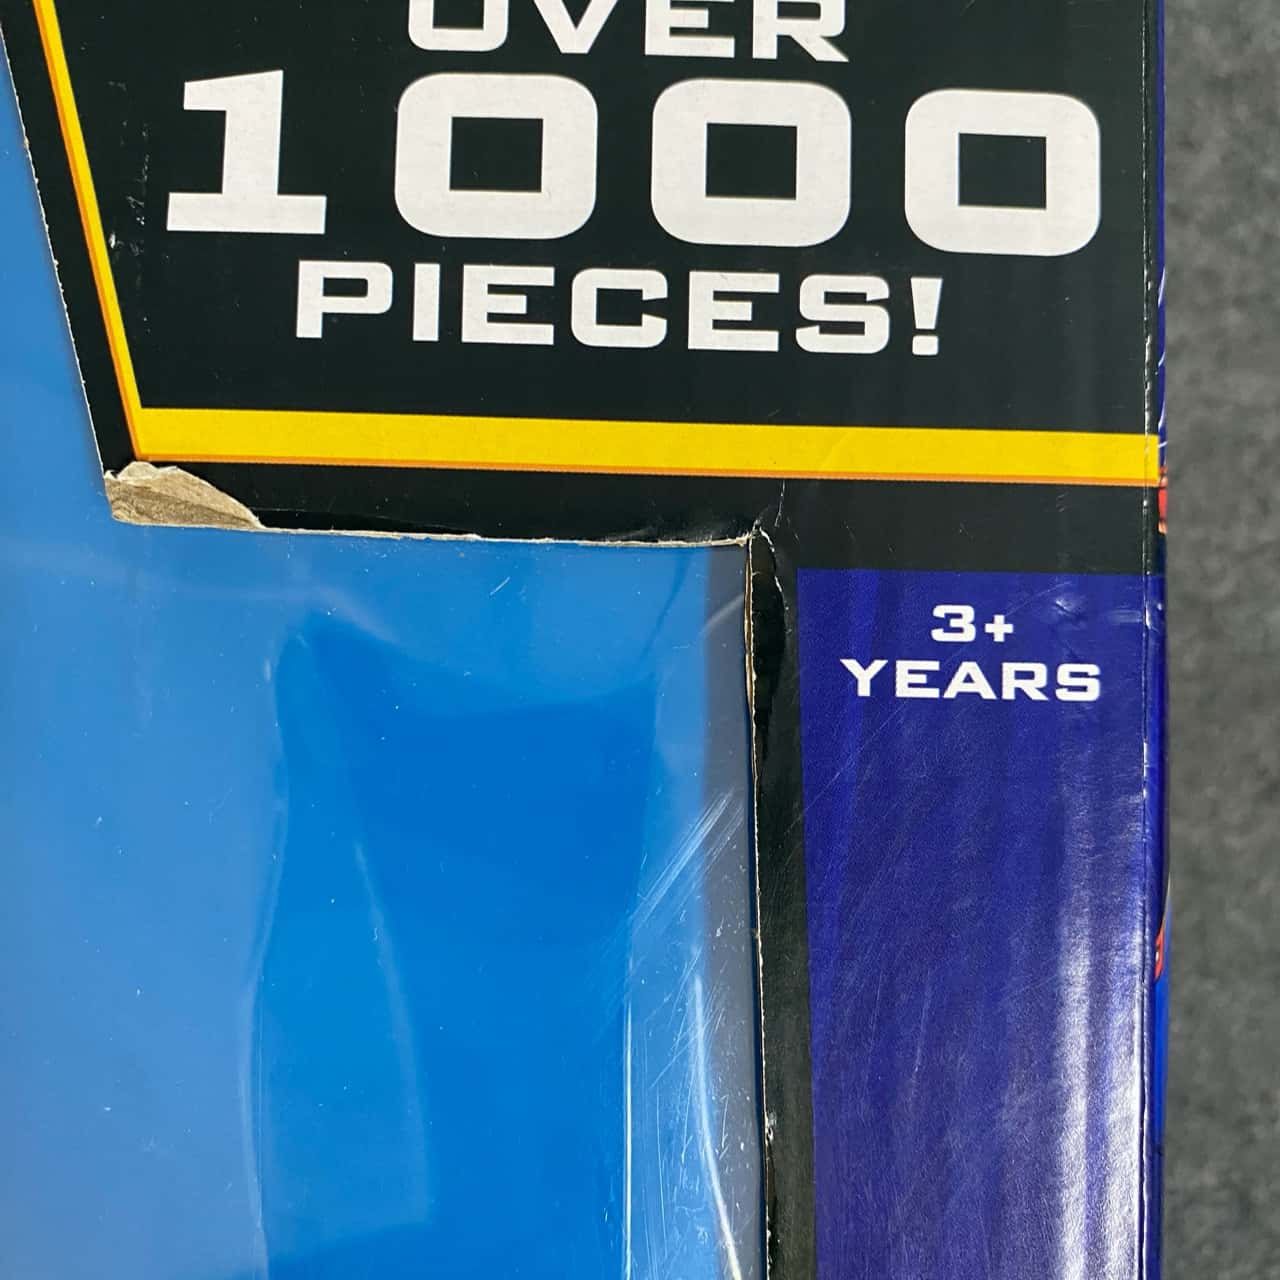 OVER
1000
PIECES!
3+
YEARS